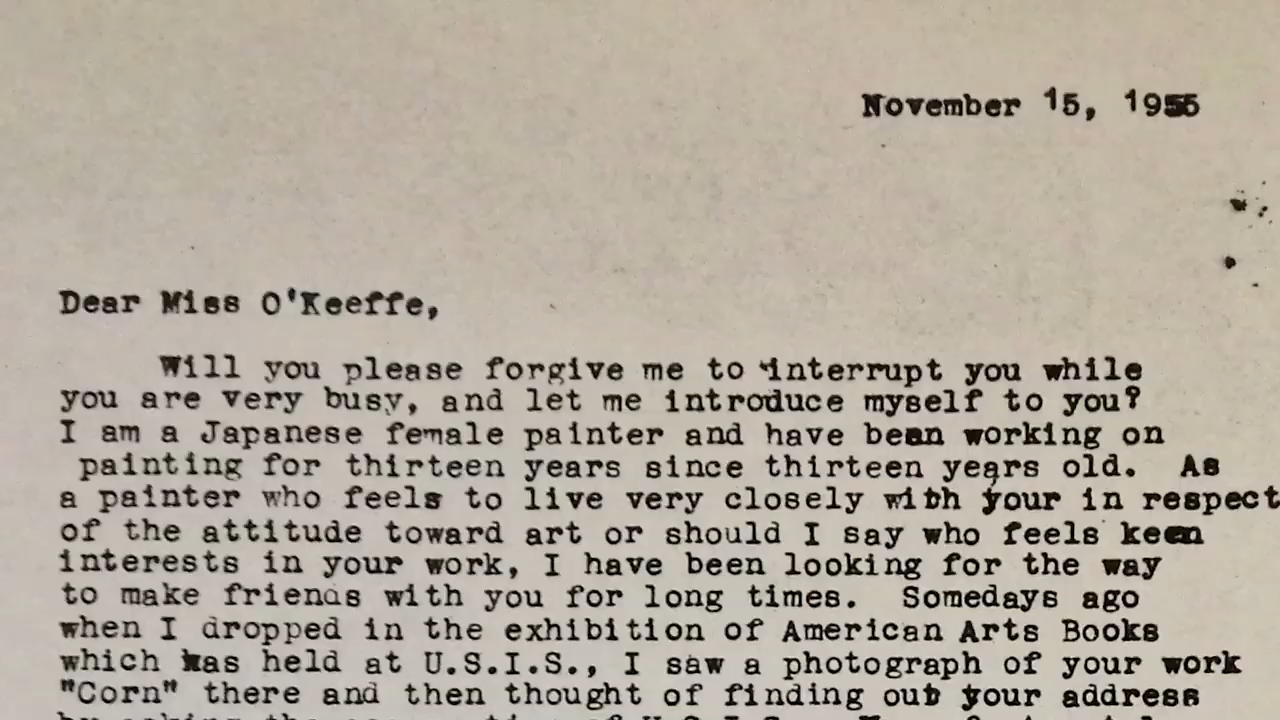 November 15, 1955
Dear Miss O'Keeffe,
Will you please forgive me to interrupt you while
you are very busy, and let me introduce myself to you?
I am a Japanese female painter and have been working on
painting for thirteen years since thirteen years old. As
a painter who feels to live very closely with your in respect
of the attitude toward art or should I say who feels keen
interests in your work, I have been looking for the way
to make friends with you for long times. Somedays ago
when I dropped in the exhibition of American Arts Books
which was held at U.S.I.S., I saw a photograph of your work
"Corn" there and then thought of finding out your address